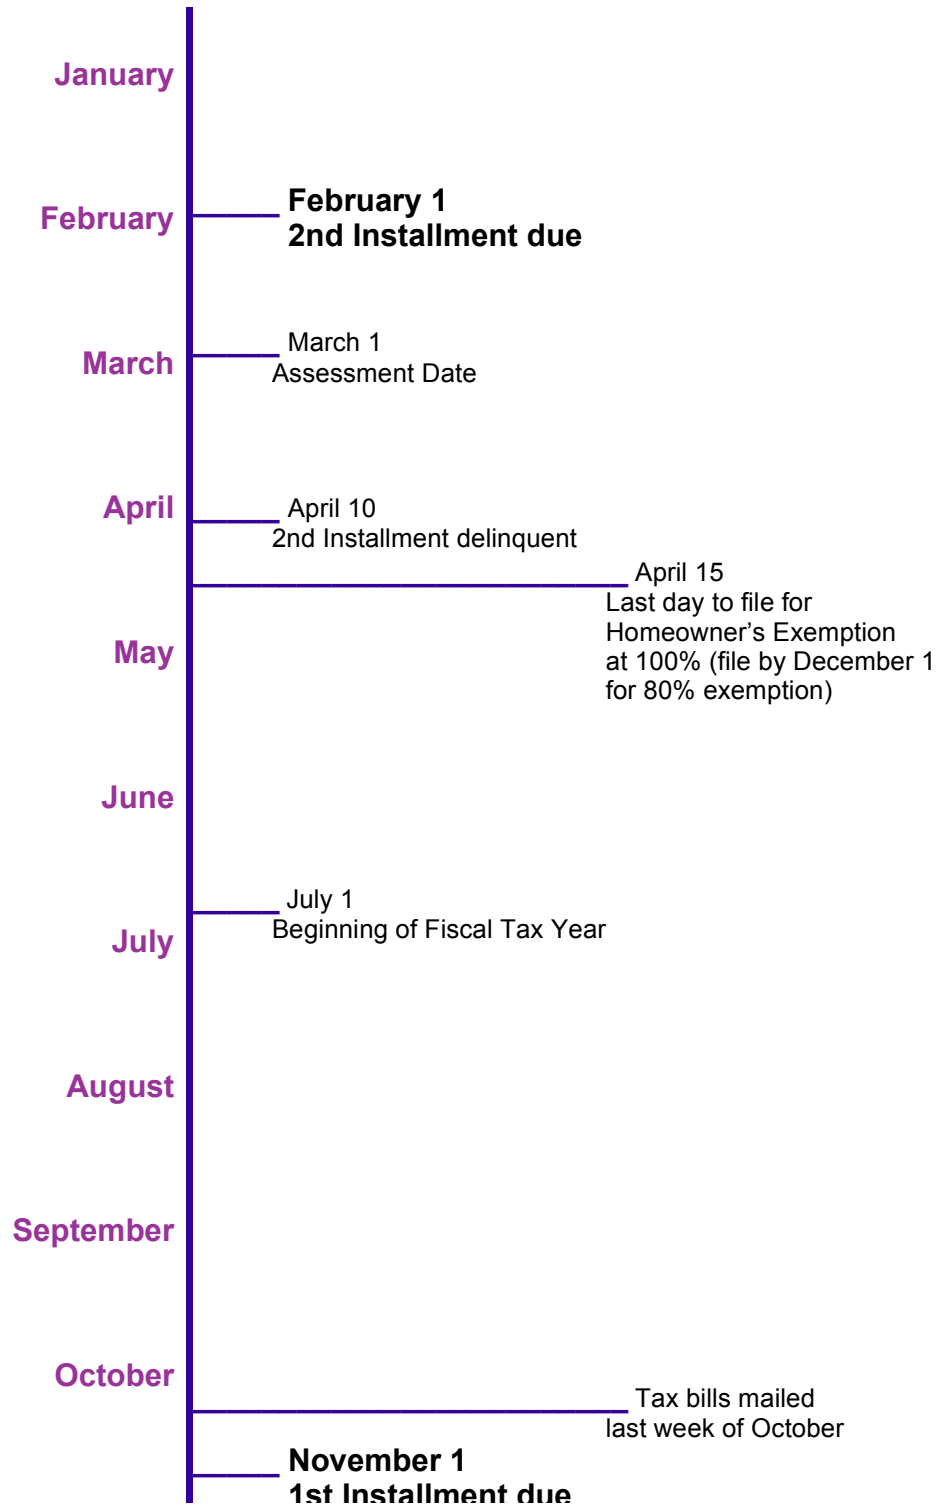 January
February
February 1
2nd Installment due
March
March 1
Assessment Date
April
April 10
2nd Installment delinquent
April 15
Last day to file for
Homeowner’s Exemption
at 100% (file by December 1
for 80% exemption)
May
June
July 1
Beginning of Fiscal Tax Year
July
August
September
October
Tax bills mailed
last week of October
November 1
1st Installment due